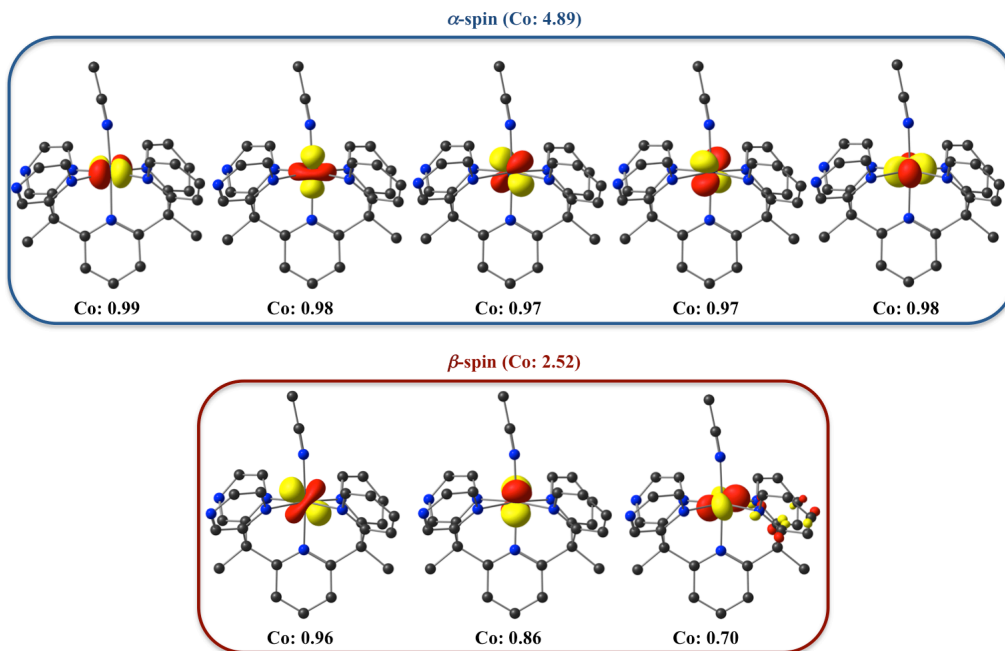 α-spin (Co: 4.89)
Co: 0.99 Co: 0.98 Co: 0.97 Co: 0.97 Co: 0.98
β-spin (Co: 2.52)
Co: 0.96 Co: 0.86 Co: 0.70